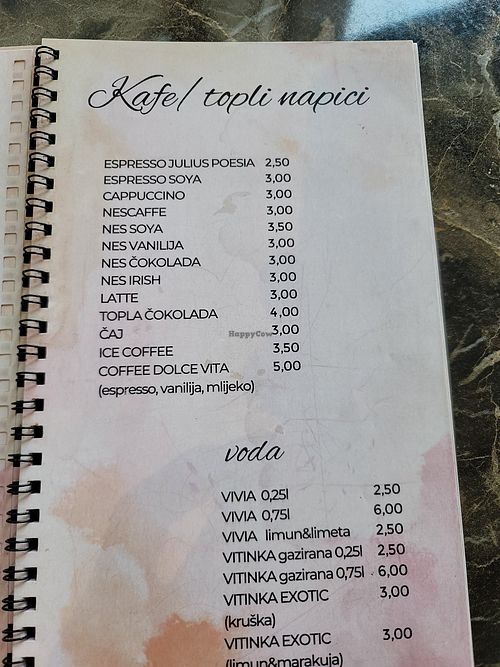 Kafe/ topli napici
ESPRESSO JULIUS POESIA 2,50
ESPRESSO SOYA 3,00
CAPPUCCINO 3,00
NESCAFFE 3,00
NES SOYA 3,50
NES VANILIJA 3,00
NES ČOKOLADA 3,00
NES IRISH 3,00
LATTE 3,00
TOPLA ČOKOLADA 4,00
ČAJ 3,00
HappyCow
ICE COFFEE 3,50
COFFEE DOLCE VITA 5,00
(espresso, vanilija, mlijeko)
voda
VIVIA 0,25l 2,50
VIVIA 0,75l 6,00
VIVIA limun&limeta 2,50
VITINKA gazirana 0,25l 2,50
VITINKA gazirana 0,75l 6,00
VITINKA EXOTIC 3,00
(kruška)
VITINKA EXOTIC 3,00
(limun&marakuja)